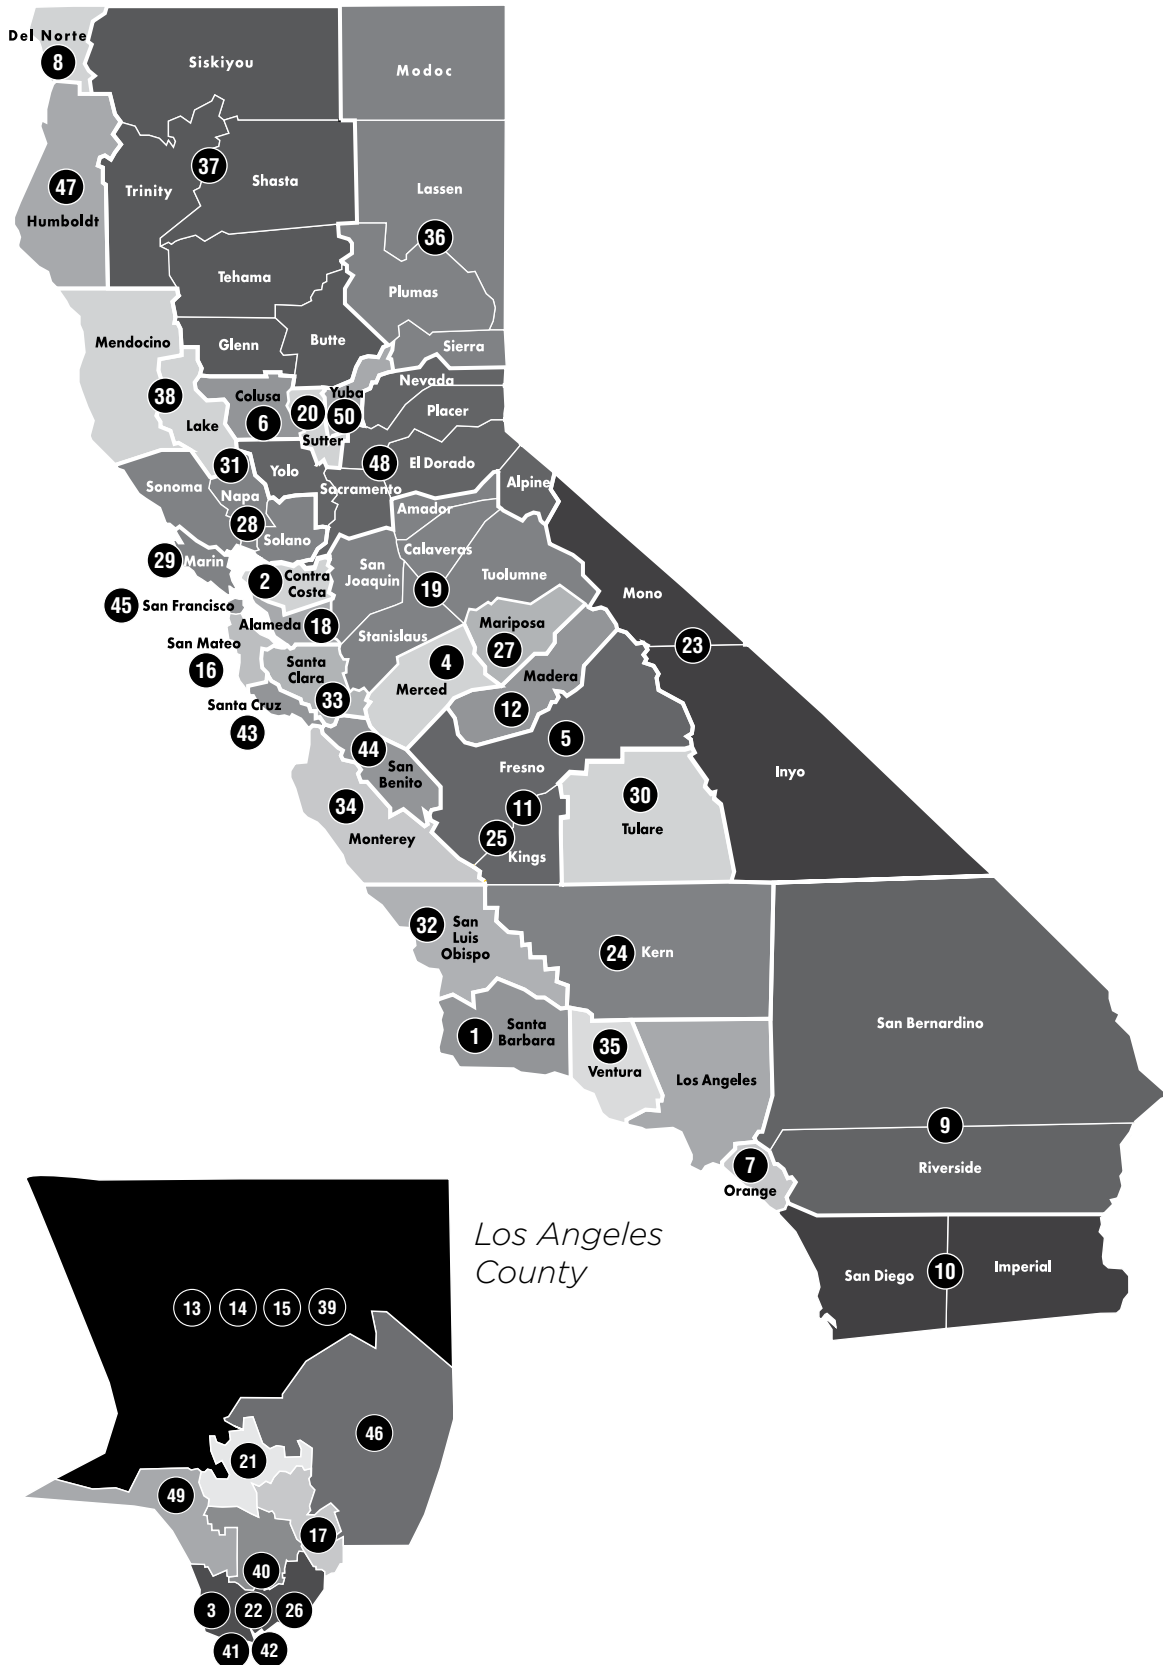 Del Norte
8
Siskiyou
Modoc
37
47
Trinity
Shasta
Lassen
Humboldt
36
Tehama
Plumas
Mendocino
Glenn
Butte
Sierra
Nevada
38
Colusa
Yuba
Placer
6
20
50
Lake
Sutter
31
Yolo
48
El Dorado
Sonoma
Napa
Sacramento
Alpine
28
Amador
Solano
29
Marin
Calaveras
San
Joaquin
2
Contra
Costa
Tuolumne
19
Mono
45
San Francisco
Alameda
18
Mariposa
Stanislaus
San Mateo
27
23
16
Santa
Clara
4
Madera
Merced
33
Santa Cruz
12
43
5
44
San
Benito
Fresno
Inyo
34
11
30
Monterey
25
Tulare
Kings
32
San
Luis
Obispo
24
Kern
San Bernardino
1
Santa
Barbara
35
Ventura
Los Angeles
9
7
Riverside
Orange
San Diego
10
Imperial
Los Angeles
County
13
14
15
39
46
21
49
17
40
3
22
26
41
42